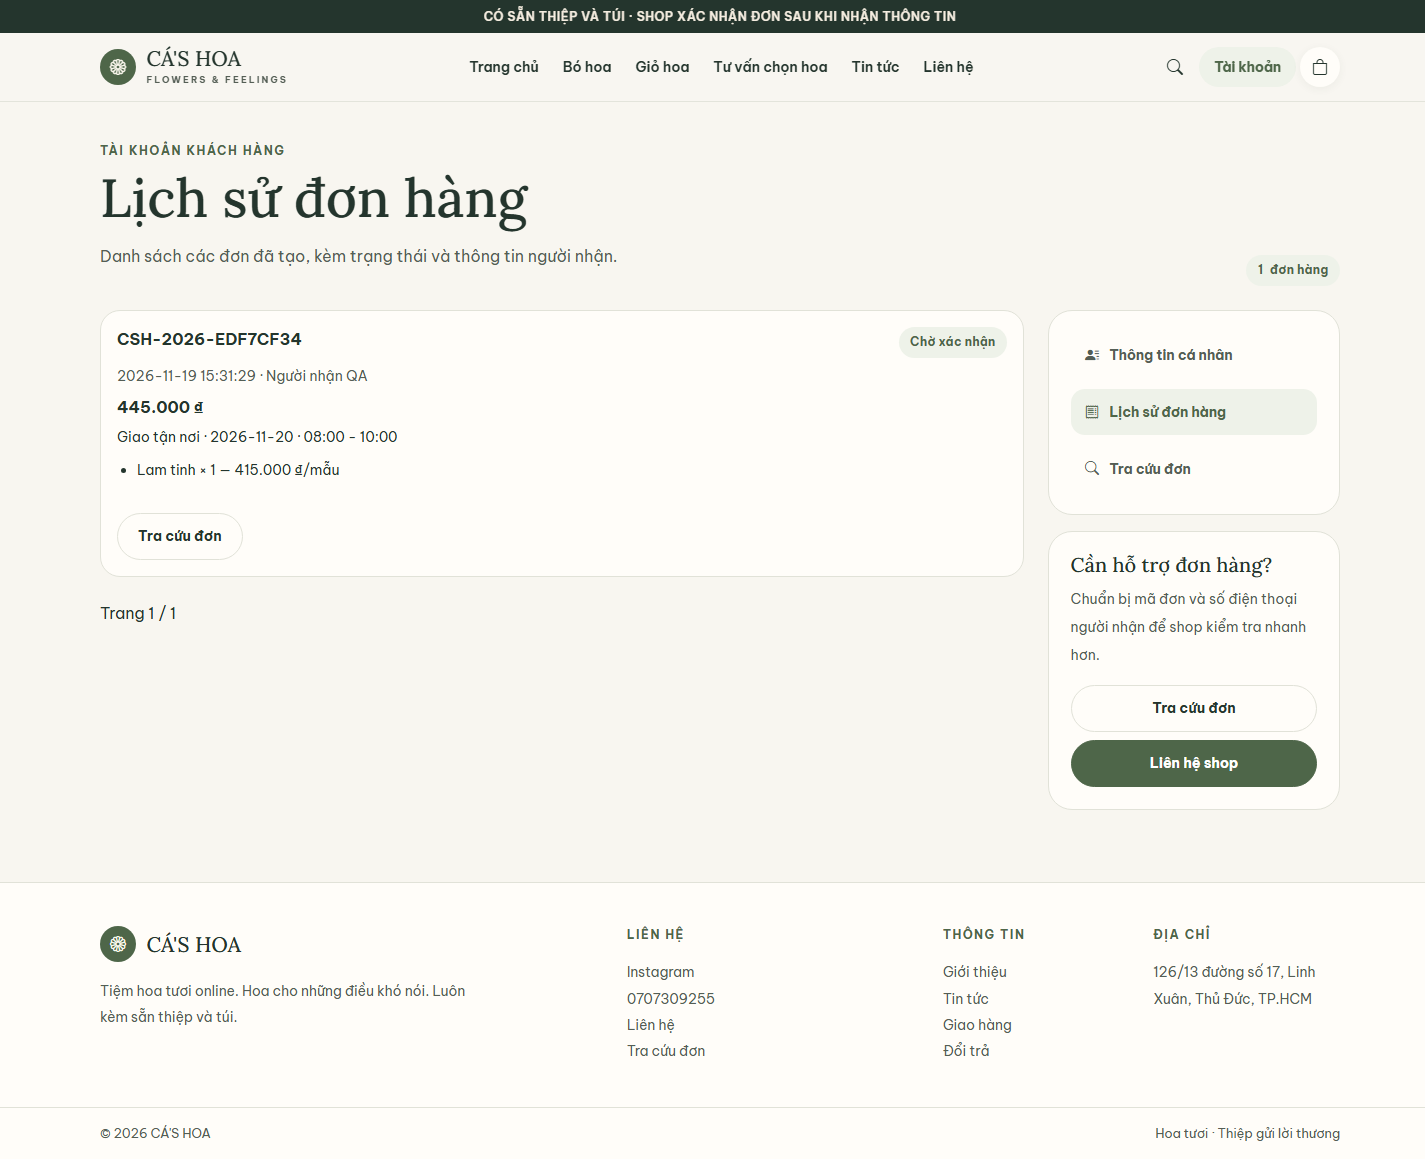 CÓ SẴN THIỆP VÀ TÚI · SHOP XÁC NHẬN ĐƠN SAU KHI NHẬN THÔNG TIN
CÁ'S HOA
FLOWERS & FEELINGS
Trang chủ
Bó hoa
Giỏ hoa
Tư vấn chọn hoa
Tin tức
Liên hệ
Tài khoản
TÀI KHOẢN KHÁCH HÀNG
Lịch sử đơn hàng
Danh sách các đơn đã tạo, kèm trạng thái và thông tin người nhận.
1 đơn hàng
CSH-2026-EDF7CF34
Chờ xác nhận
2026-11-19 15:31:29 · Người nhận QA
445.000 ₫
Giao tận nơi · 2026-11-20 · 08:00 - 10:00
• Lam tinh × 1 — 415.000 ₫/mẫu
Tra cứu đơn
Trang 1 / 1
Thông tin cá nhân
Lịch sử đơn hàng
Tra cứu đơn
Cần hỗ trợ đơn hàng?
Chuẩn bị mã đơn và số điện thoại
người nhận để shop kiểm tra nhanh
hơn.
Tra cứu đơn
Liên hệ shop
CÁ'S HOA
Tiệm hoa tươi online. Hoa cho những điều khó nói. Luôn
kèm sẵn thiệp và túi.
LIÊN HỆ
Instagram
0707309255
Liên hệ
Tra cứu đơn
THÔNG TIN
Giới thiệu
Tin tức
Giao hàng
Đổi trả
ĐỊA CHỈ
126/13 đường số 17, Linh
Xuân, Thủ Đức, TP.HCM
© 2026 CÁ'S HOA
Hoa tươi · Thiệp gửi lời thương